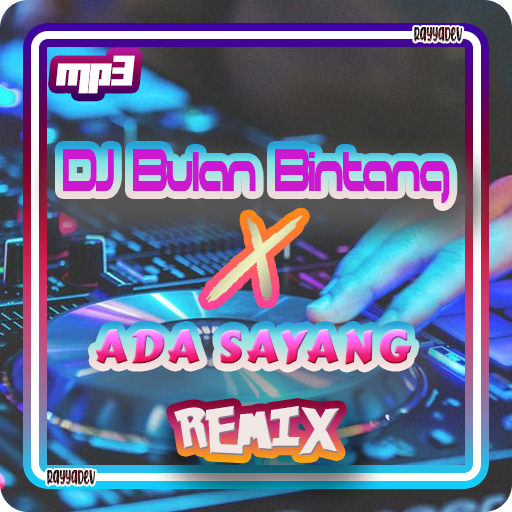 RAYYADEV
mp3
DJ Bulan Bintang
X
ADA SAYANG
REMIX
RAYYADEV